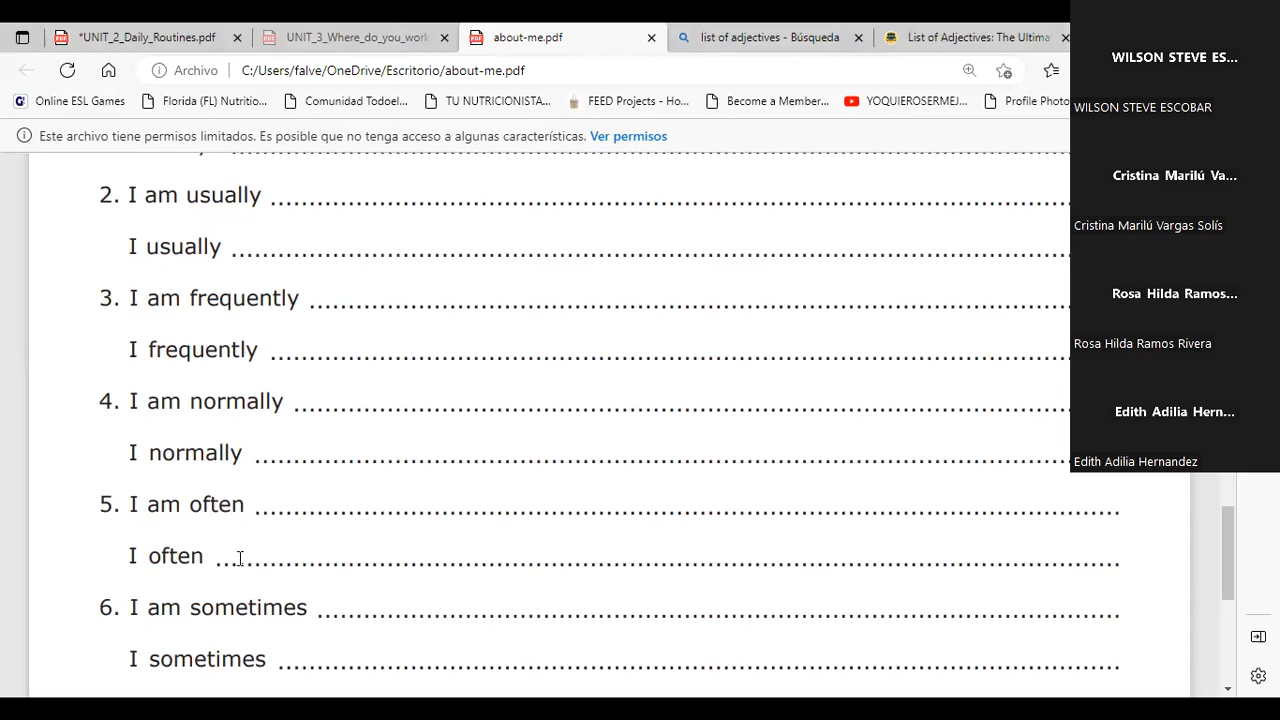 *UNIT_2_Daily_Routines.pdf
UNIT_3_Where_do_you_work
about-me.pdf
list of adjectives - Búsqueda
List of Adjectives: The Ultima
Archivo
C:/Users/falve/OneDrive/Escritorio/about-me.pdf
Online ESL Games
Florida (FL) Nutritio...
Comunidad Todoel...
TU NUTRICIONISTA...
FEED Projects - Ho...
Become a Member...
YOQUIEROSERMEJ...
Profile Photo
Este archivo tiene permisos limitados. Es posible que no tenga acceso a algunas características. Ver permisos
2. I am usually ..........
I usually ..........
3. I am frequently ..........
I frequently ..........
4. I am normally ..........
I normally ..........
5. I am often ..........
I often ..........
6. I am sometimes ..........
I sometimes ..........
WILSON STEVE ES...
WILSON STEVE ESCOBAR
Cristina Marilú Va...
Cristina Marilú Vargas Solís
Rosa Hilda Ramos...
Rosa Hilda Ramos Rivera
Edith Adilia Hern...
Edith Adilia Hernandez